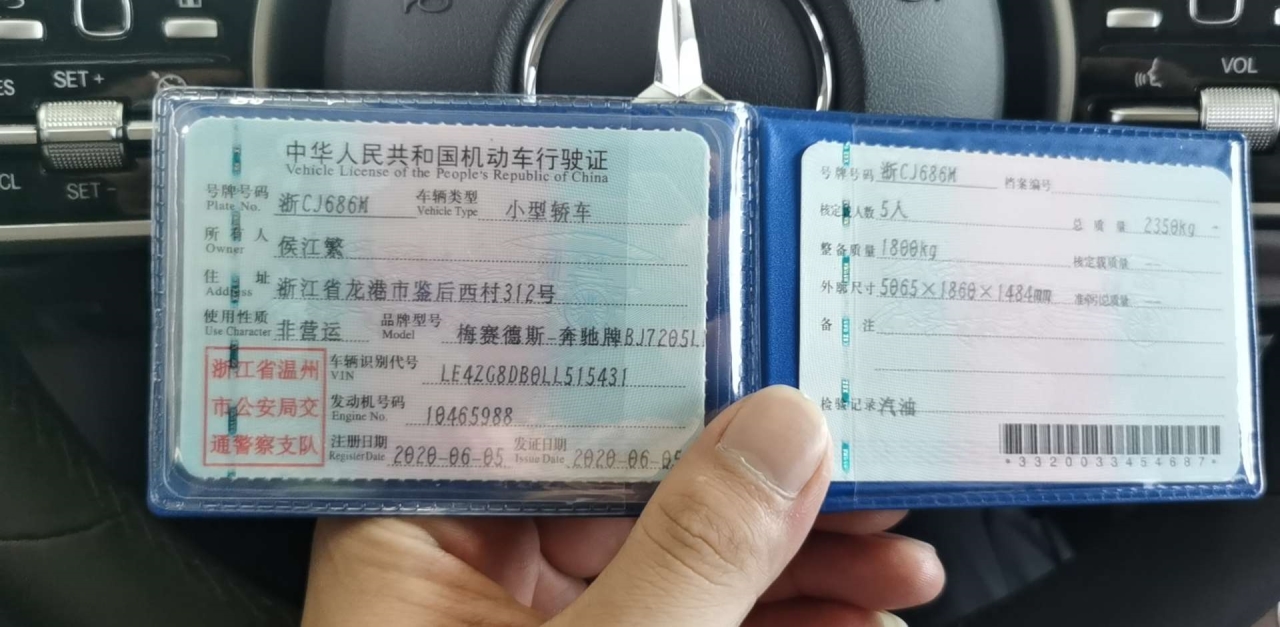 SET +
SET -
VOL
中华人民共和国机动车行驶证
Vehicle License of the People's Republic of China
号牌号码 浙CJ686M 车辆类型 小型轿车
Plate No. Vehicle Type
所有人 侯江繁
Owner
住址 浙江省龙港市鉴后西村312号
Address
使用性质 非营运 品牌型号 梅赛德斯-奔驰牌BJ7205L
Use Character Model
浙江省温州
市公安局交
通警察支队
车辆识别代号 LE4ZG8DB0LL515431
VIN
发动机号码 10465988
Engine No.
注册日期 2020-06-05 发证日期 2020-06-05
Register Date Issue Date
号牌号码 浙CJ686M 档案编号
核定载人数 5人 总质量 2350kg
整备质量 1800kg 核定载质量
外廓尺寸 5065×1860×1484mm 准牵引总质量
备注
检验记录 汽油
*3320033454687*